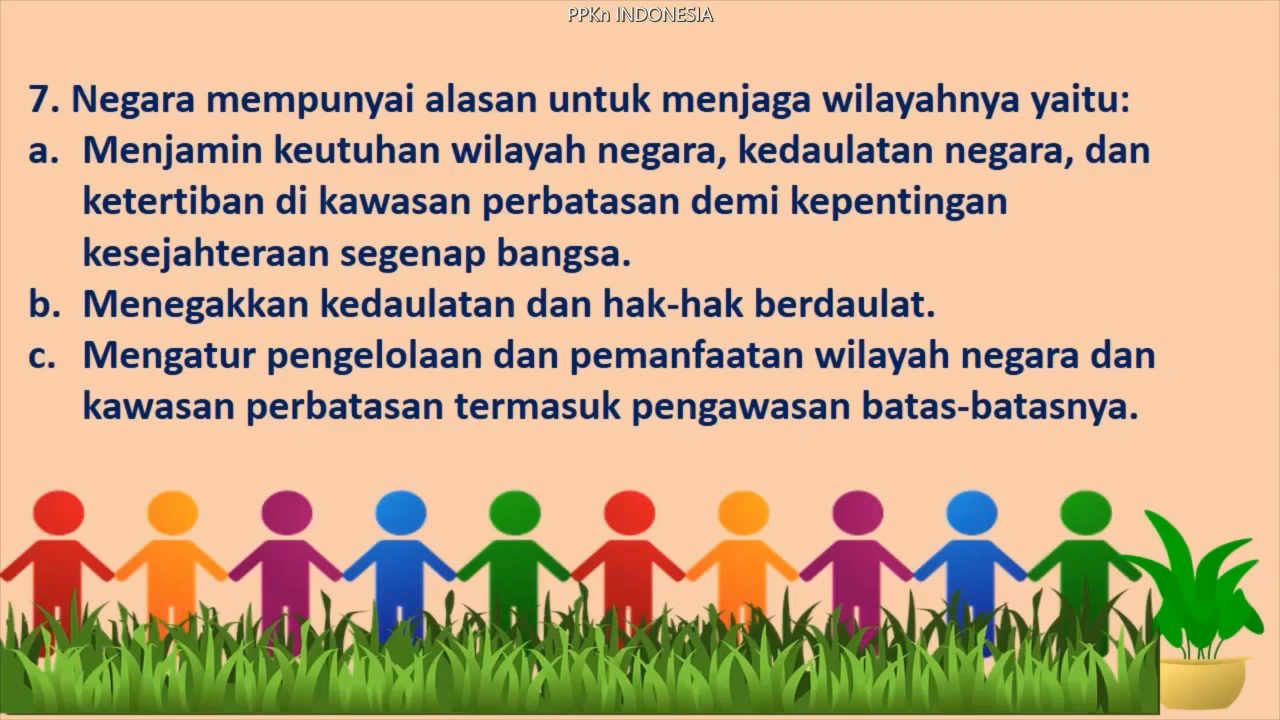 PPKn INDONESIA
7. Negara mempunyai alasan untuk menjaga wilayahnya yaitu:
a. Menjamin keutuhan wilayah negara, kedaulatan negara, dan
ketertiban di kawasan perbatasan demi kepentingan
kesejahteraan segenap bangsa.
b. Menegakkan kedaulatan dan hak-hak berdaulat.
c. Mengatur pengelolaan dan pemanfaatan wilayah negara dan
kawasan perbatasan termasuk pengawasan batas-batasnya.